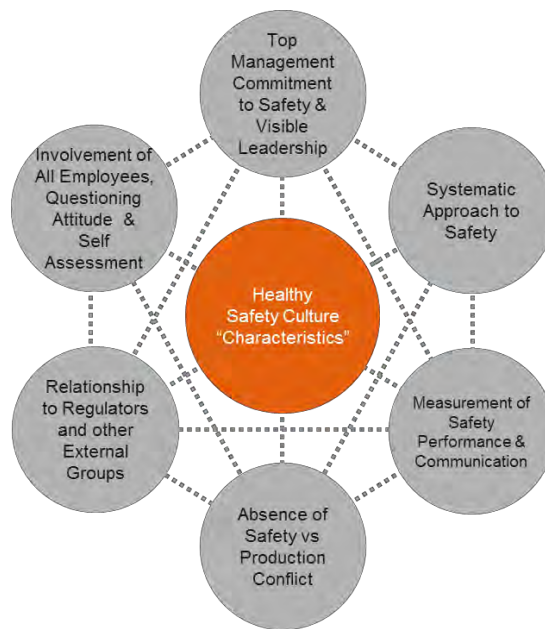 Top
Management
Commitment
to Safety &
Visible
Leadership
Involvement of
All Employees,
Questioning
Attitude &
Self
Assessment
Systematic
Approach to
Safety
Healthy
Safety Culture
“Characteristics”
Relationship
to Regulators
and other
External
Groups
Measurement of
Safety
Performance &
Communication
Absence of
Safety vs
Production
Conflict